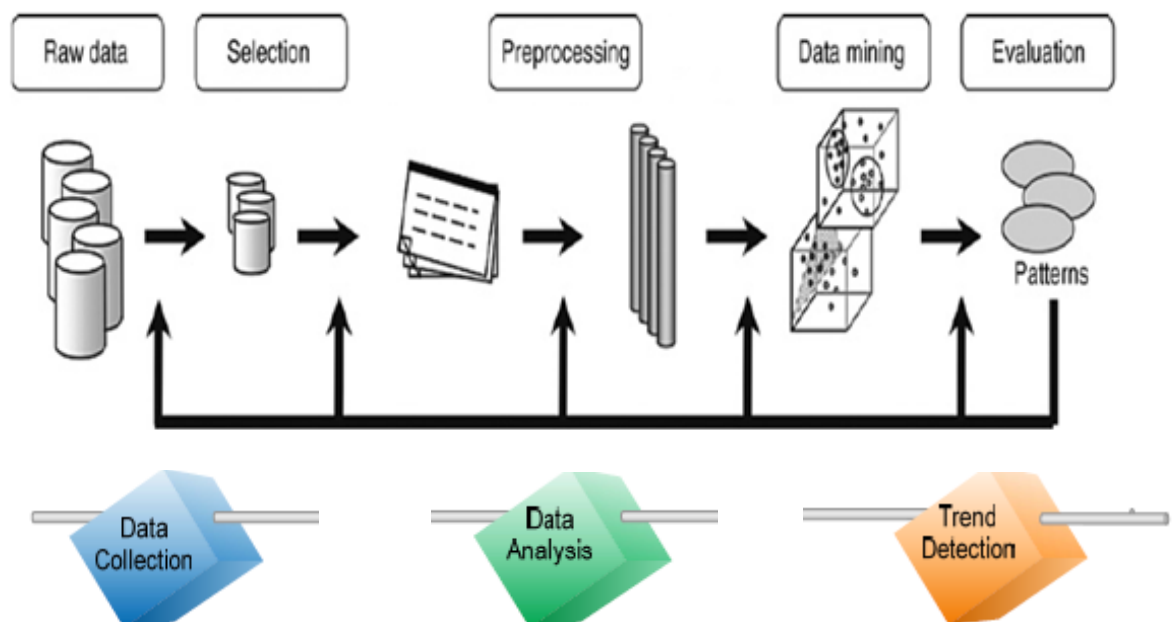 Raw data
Selection
Preprocessing
Data mining
Evaluation
Patterns
Data
Collection
Data
Analysis
Trend
Detection